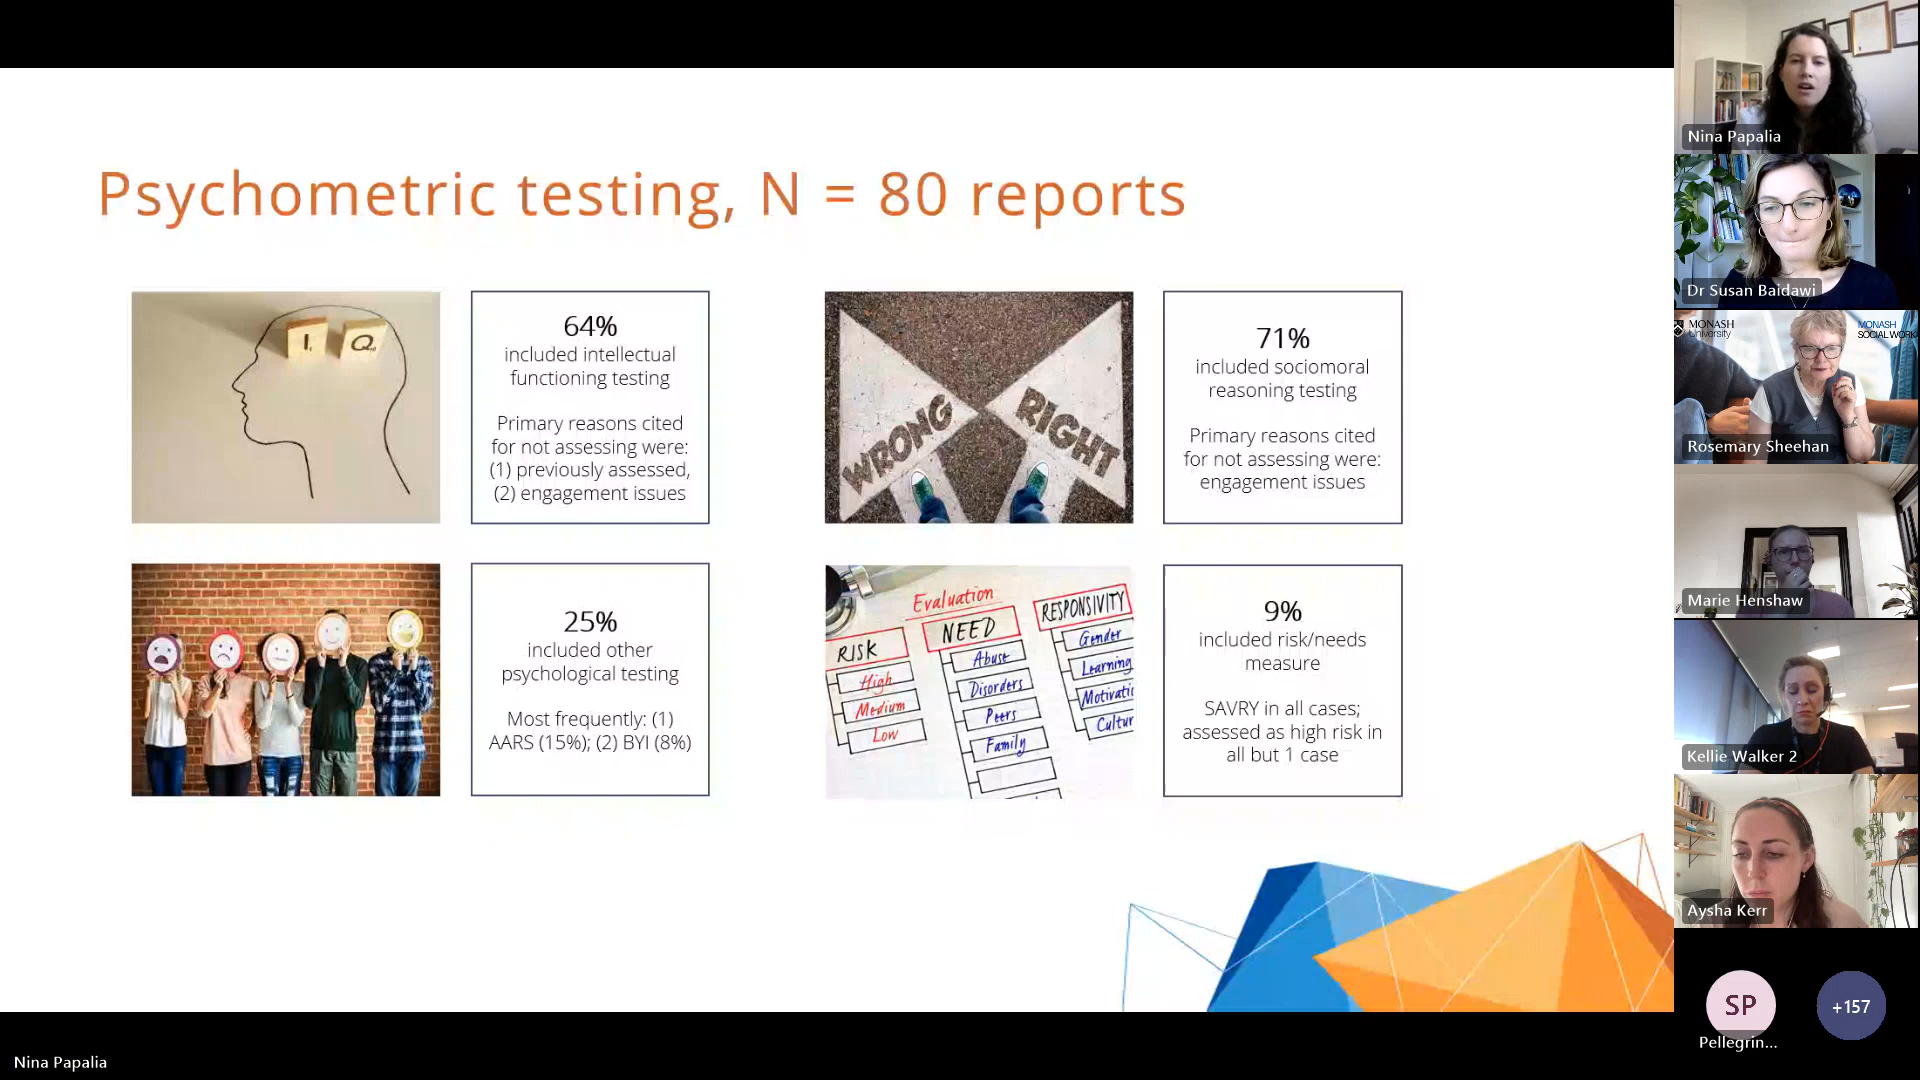 Psychometric testing, N = 80 reports
I
Q
64%
included intellectual
functioning testing
Primary reasons cited
for not assessing were:
(1) previously assessed,
(2) engagement issues
WRONG
RIGHT
71%
included sociomoral
reasoning testing
Primary reasons cited
for not assessing were:
engagement issues
25%
included other
psychological testing
Most frequently: (1)
AARS (15%); (2) BYI (8%)
Evaluation
RISK
High
Medium
Low
NEED
Abuse
Disorders
Peers
Family
RESPONSIVITY
Gender
Learning
Motivati
Cultur
9%
included risk/needs
measure
SAVRY in all cases;
assessed as high risk in
all but 1 case
Nina Papalia
Nina Papalia
Dr Susan Baidawi
MONASH
University
MONASH
SOCIAL WORK
Rosemary Sheehan
Marie Henshaw
Kellie Walker 2
Aysha Kerr
SP
Pellegrin...
+157